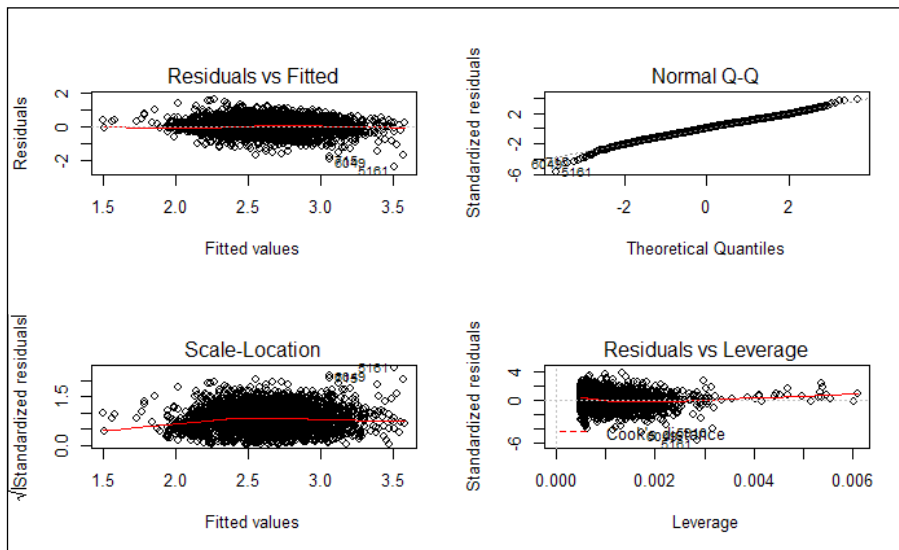 Residuals vs Fitted
Residuals
2
0
-2
5161
1.5 2.0 2.5 3.0 3.5
Fitted values
Normal Q-Q
Standardized residuals
2
-2
-6
5161
-2 0 2
Theoretical Quantiles
Scale-Location
√|Standardized residuals|
1.5
0.0
5161
1.5 2.0 2.5 3.0 3.5
Fitted values
Residuals vs Leverage
Standardized residuals
4
0
-6
Cook's distance
5161
0.000 0.002 0.004 0.006
Leverage